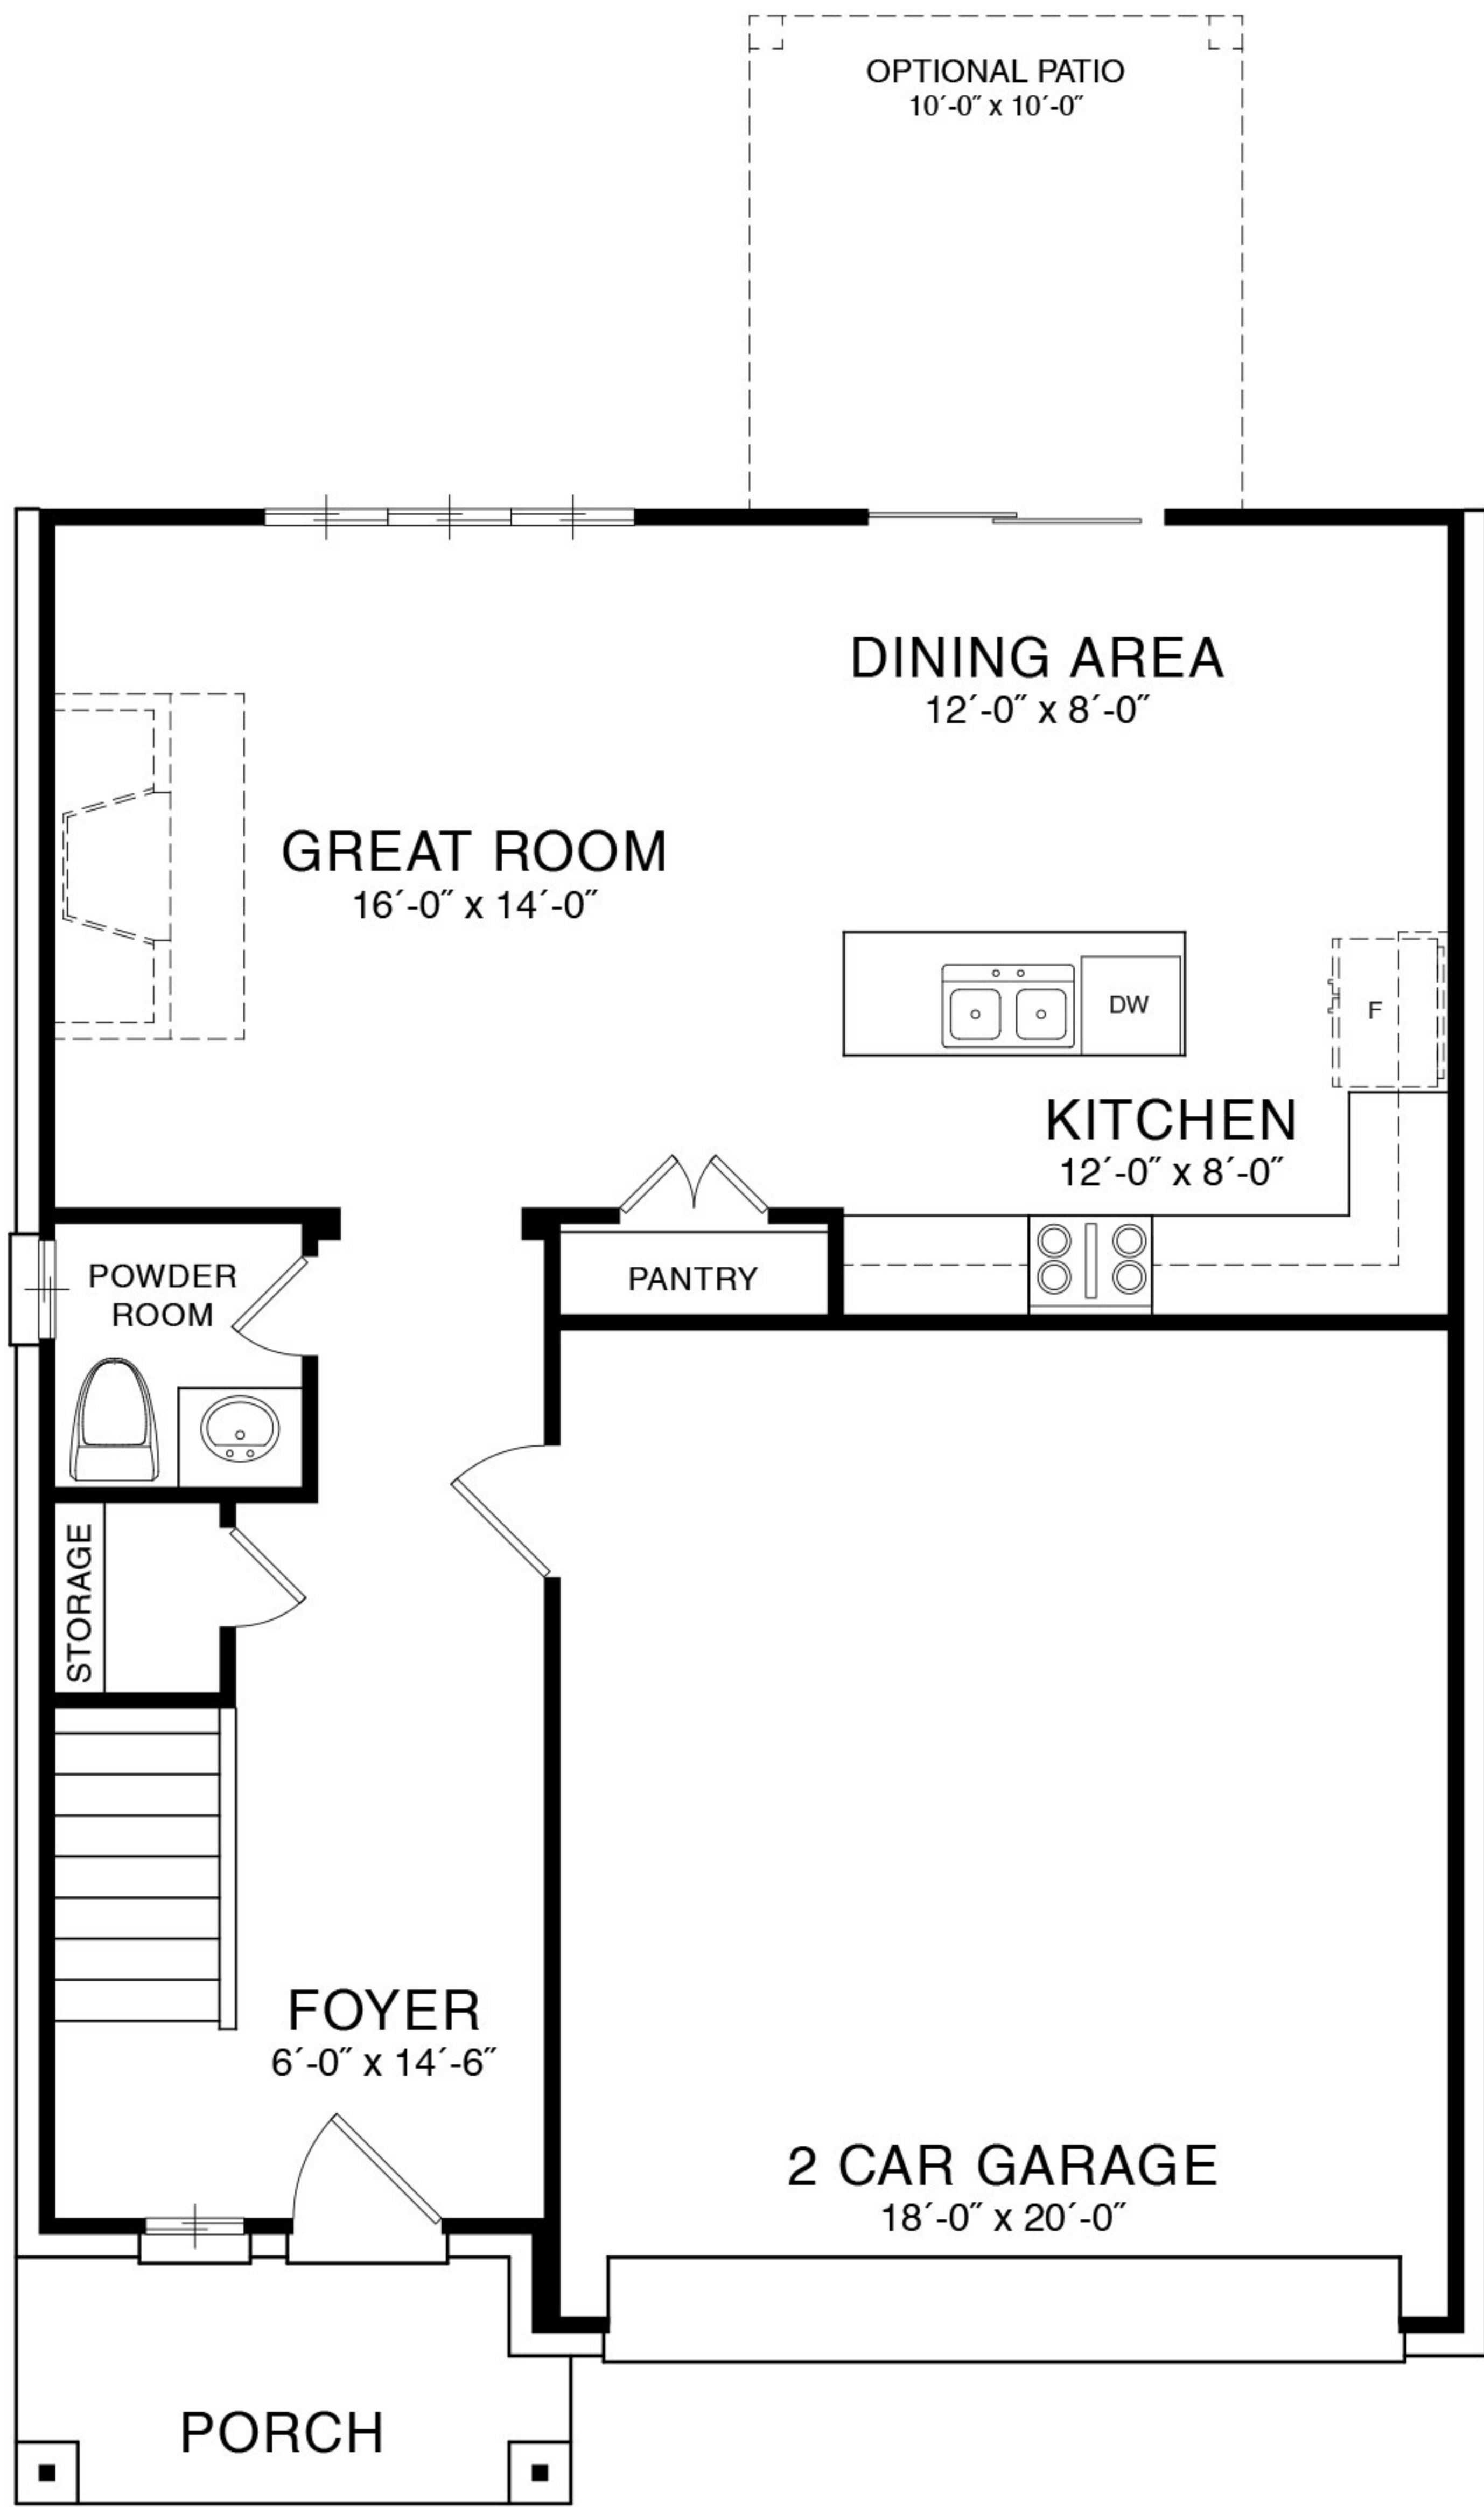 OPTIONAL PATIO
10´-0˝ x 10´-0˝
DINING AREA
12´-0˝ x 8´-0˝
GREAT ROOM
16´-0˝ x 14´-0˝
DW
F
KITCHEN
12´-0˝ x 8´-0˝
POWDER
ROOM
PANTRY
STORAGE
FOYER
6´-0˝ x 14´-6˝
2 CAR GARAGE
18´-0˝ x 20´-0˝
PORCH